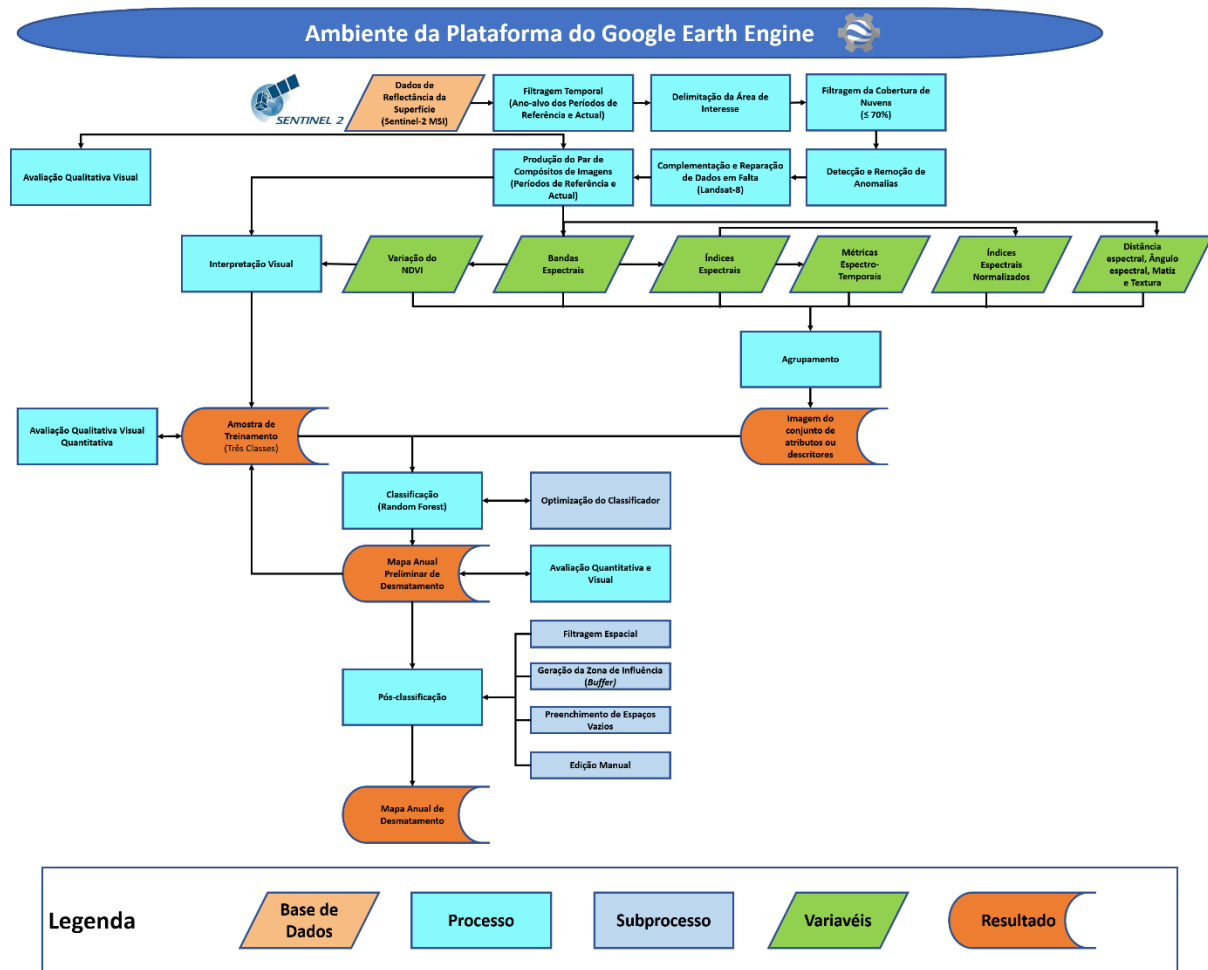 Ambiente da Plataforma do Google Earth Engine
SENTINEL 2
Dados de
Reflectância da
Superfície
(Sentinel-2 MSI)
Filtragem Temporal
(Ano-alvo dos Períodos de
Referência e Actual)
Delimitação da Área de
Interesse
Filtragem da Cobertura de
Nuvens
(≤ 70%)
Avaliação Qualitativa Visual
Produção do Par de
Compósitos de Imagens
(Períodos de Referência e
Actual)
Complementação e Reparação
de Dados em Falta
(Landsat-8)
Detecção e Remoção de
Anomalias
Interpretação Visual
Variação do
NDVI
Bandas
Espectrais
Índices
Espectrais
Métricas
Espectro-
Temporais
Índices
Espectrais
Normalizados
Distância
espectral, Ângulo
espectral, Matiz
e Textura
Agrupamento
Avaliação Qualitativa Visual
Quantitativa
Amostra de
Treinamento
(Três Classes)
Imagem do
conjunto de
atributos ou
descritores
Classificação
(Random Forest)
Optimização do Classificador
Mapa Anual
Preliminar de
Desmatamento
Avaliação Quantitativa e
Visual
Filtragem Espacial
Geração da Zona de Influência
(Buffer)
Pós-classificação
Preenchimento de Espaços
Vazios
Edição Manual
Mapa Anual de
Desmatamento
Legenda
Base de
Dados
Processo
Subprocesso
Variavéis
Resultado